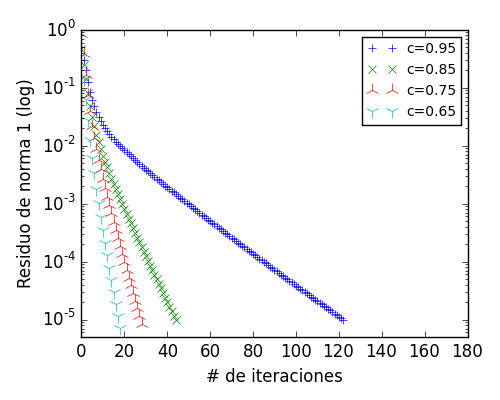 10^0
10^-1
10^-2
10^-3
10^-4
10^-5
Residuo de norma 1 (log)
c=0.95
c=0.85
c=0.75
c=0.65
0 20 40 60 80 100 120 140 160 180
# de iteraciones